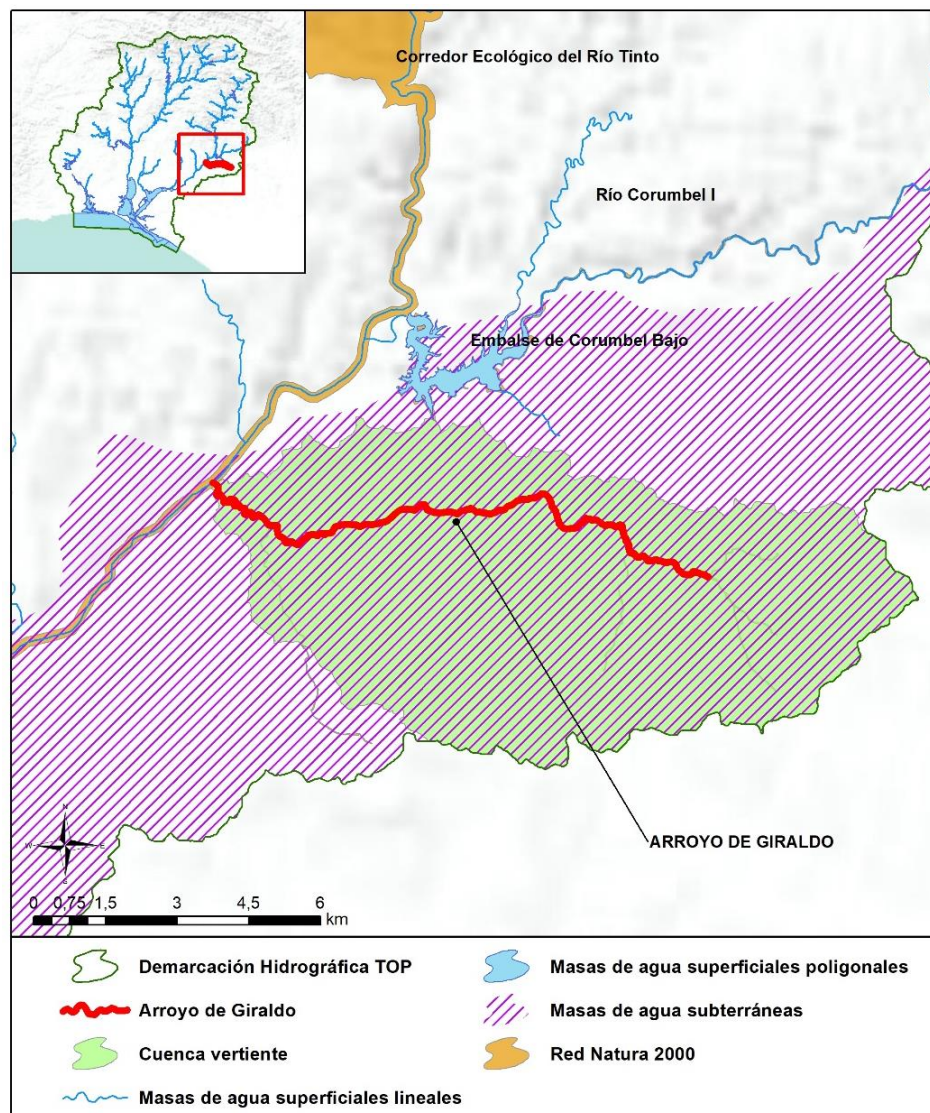 Corredor Ecológico del Río Tinto
Río Corumbel I
Embalse de Corumbel Bajo
ARROYO DE GIRALDO
N
W
E
S
0 0,75 1,5 3 4,5 6
km
Demarcación Hidrográfica TOP
Masas de agua superficiales poligonales
Arroyo de Giraldo
Masas de agua subterráneas
Cuenca vertiente
Red Natura 2000
Masas de agua superficiales lineales